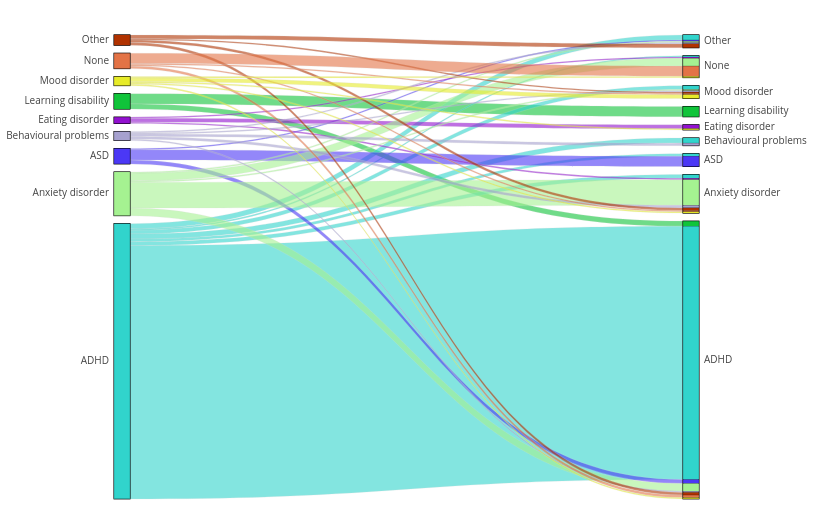 Other
None
Mood disorder
Learning disability
Eating disorder
Behavioural problems
ASD
Anxiety disorder
ADHD
Other
None
Mood disorder
Learning disability
Eating disorder
Behavioural problems
ASD
Anxiety disorder
ADHD